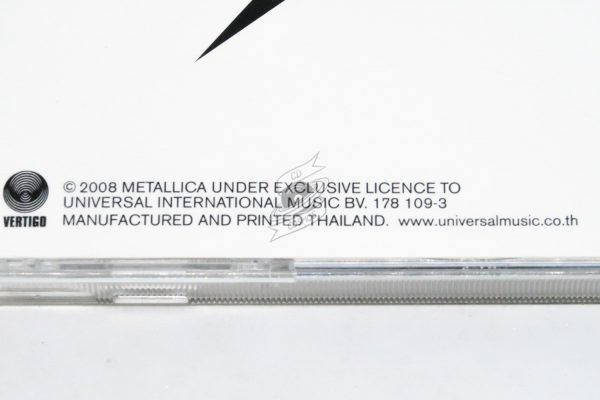 © 2008 METALLICA UNDER EXCLUSIVE LICENCE TO
UNIVERSAL INTERNATIONAL MUSIC BV. 178 109-3
MANUFACTURED AND PRINTED THAILAND. www.universalmusic.co.th
VERTIGO
CD